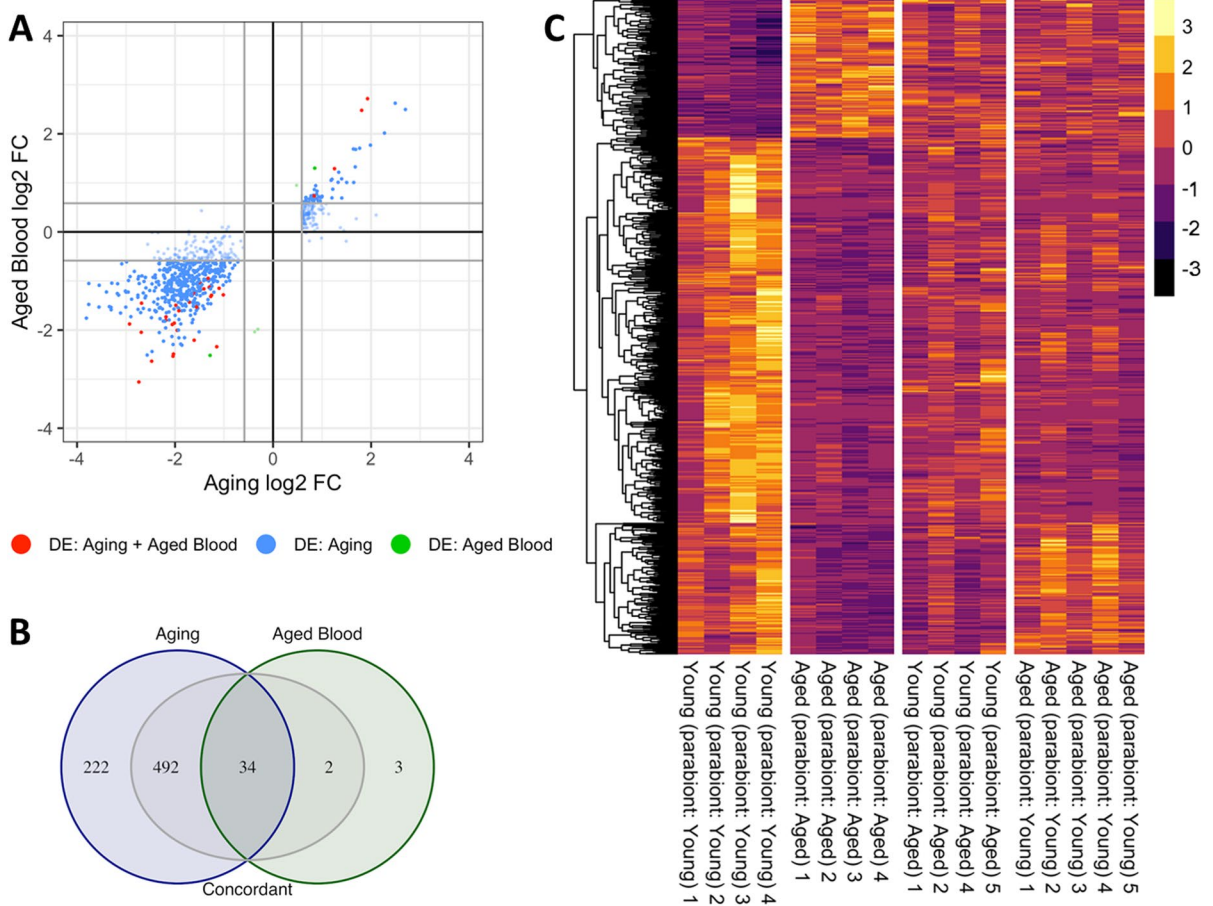 A
4
2
0
-2
-4
Aged Blood log2 FC
-4 -2 0 2 4
Aging log2 FC
DE: Aging + Aged Blood DE: Aging DE: Aged Blood
B
Aging Aged Blood
222 492 34 2 3
Concordant
C
3
2
1
0
-1
-2
-3
Young (parabiont: Young) 1
Young (parabiont: Young) 2
Young (parabiont: Young) 3
Young (parabiont: Young) 4
Aged (parabiont: Aged) 1
Aged (parabiont: Aged) 2
Aged (parabiont: Aged) 3
Aged (parabiont: Aged) 4
Young (parabiont: Aged) 1
Young (parabiont: Aged) 2
Young (parabiont: Aged) 4
Young (parabiont: Aged) 5
Aged (parabiont: Young) 1
Aged (parabiont: Young) 2
Aged (parabiont: Young) 3
Aged (parabiont: Young) 4
Aged (parabiont: Young) 5